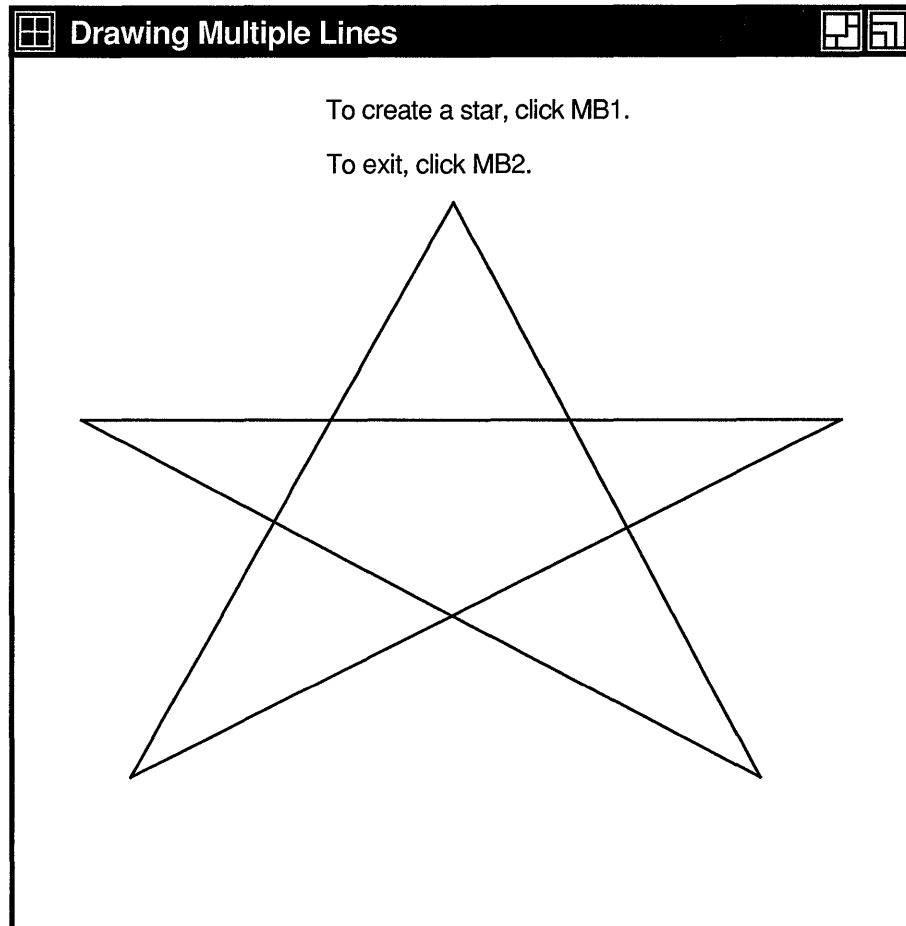 Drawing Multiple Lines
To create a star, click MB1.
To exit, click MB2.